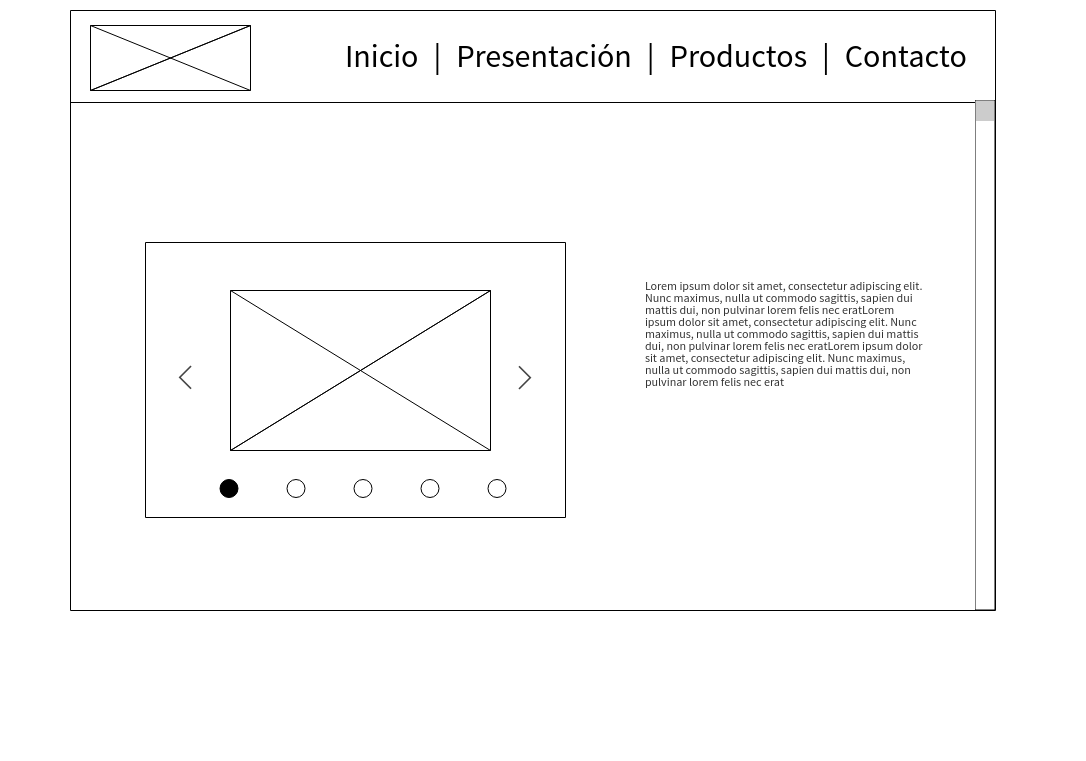 Inicio | Presentación | Productos | Contacto
Lorem ipsum dolor sit amet, consectetur adipiscing elit.
Nunc maximus, nulla ut commodo sagittis, sapien dui
mattis dui, non pulvinar lorem felis nec eratLorem
ipsum dolor sit amet, consectetur adipiscing elit. Nunc
maximus, nulla ut commodo sagittis, sapien dui mattis
dui, non pulvinar lorem felis nec eratLorem ipsum dolor
sit amet, consectetur adipiscing elit. Nunc maximus,
nulla ut commodo sagittis, sapien dui mattis dui, non
pulvinar lorem felis nec erat